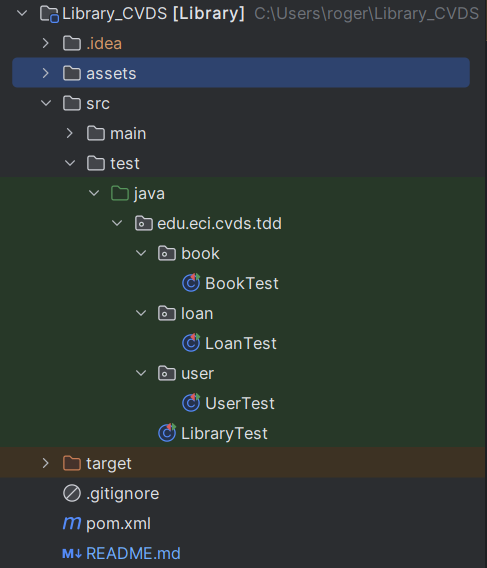 Library_CVDS [Library] C:\Users\roger\Library_CVDS
.idea
assets
src
main
test
java
edu.eci.cvds.tdd
book
BookTest
loan
LoanTest
user
UserTest
LibraryTest
target
.gitignore
pom.xml
README.md